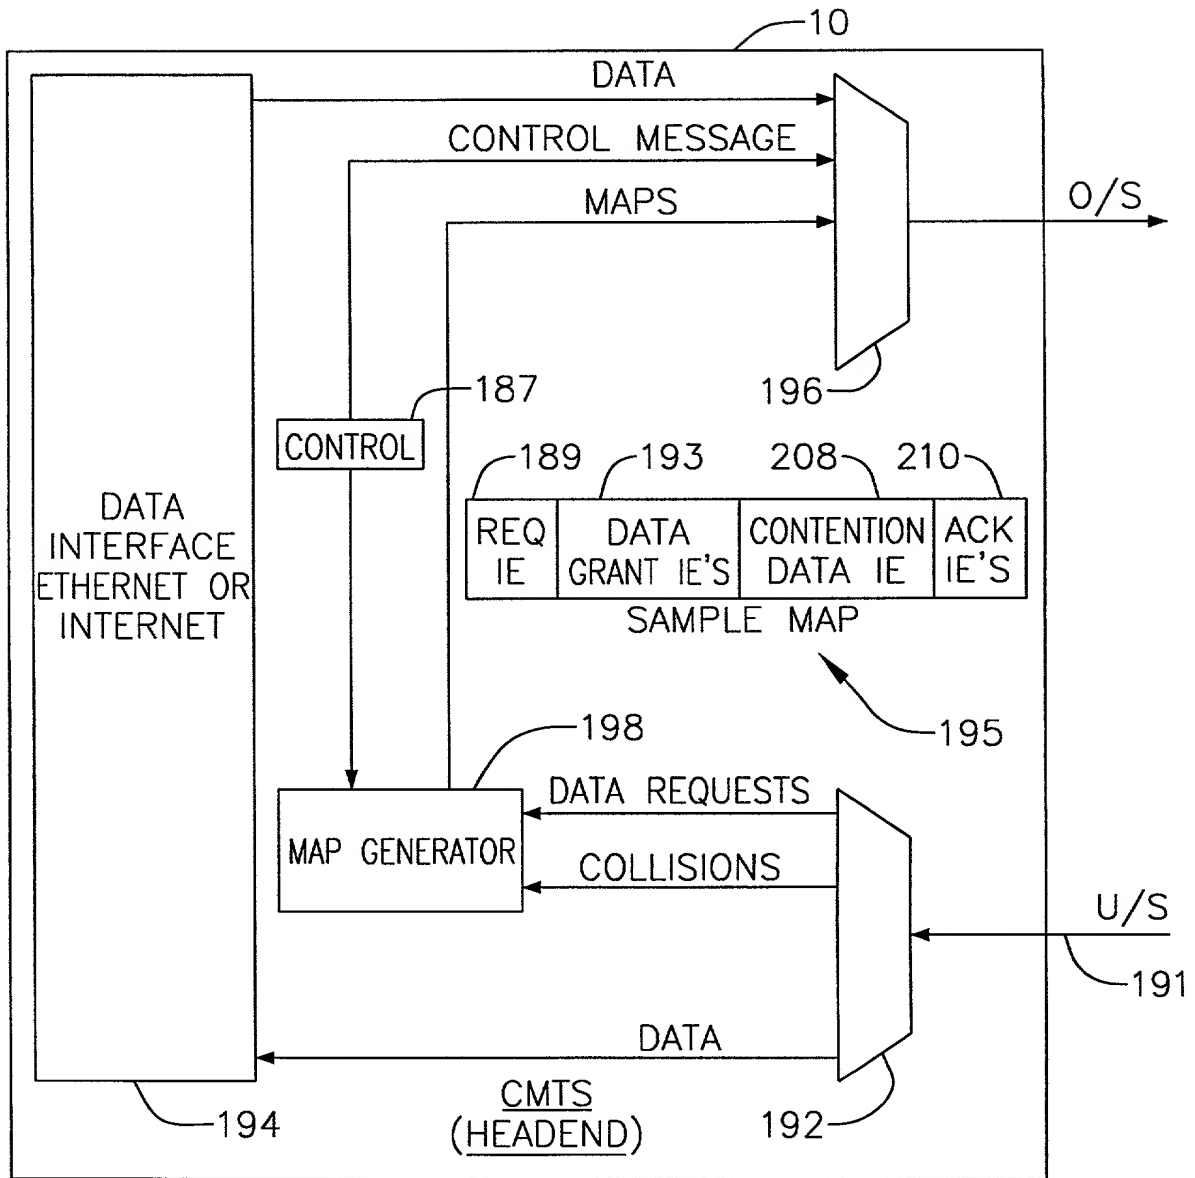 10
DATA
CONTROL MESSAGE
MAPS
O/S
196
187
CONTROL
189
193
208
210
REQ
IE
DATA
GRANT IE'S
CONTENTION
DATA IE
ACK
IE'S
SAMPLE MAP
195
DATA
INTERFACE
ETHERNET OR
INTERNET
198
MAP GENERATOR
DATA REQUESTS
COLLISIONS
U/S
191
DATA
192
194
CMTS
(HEADEND)